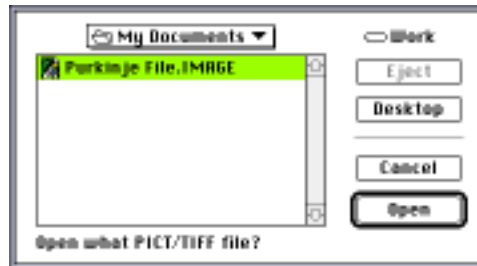 My Documents
Work
Purkinje File.IMAGE
Eject
Desktop
Cancel
Open
Open what PICT/TIFF file?